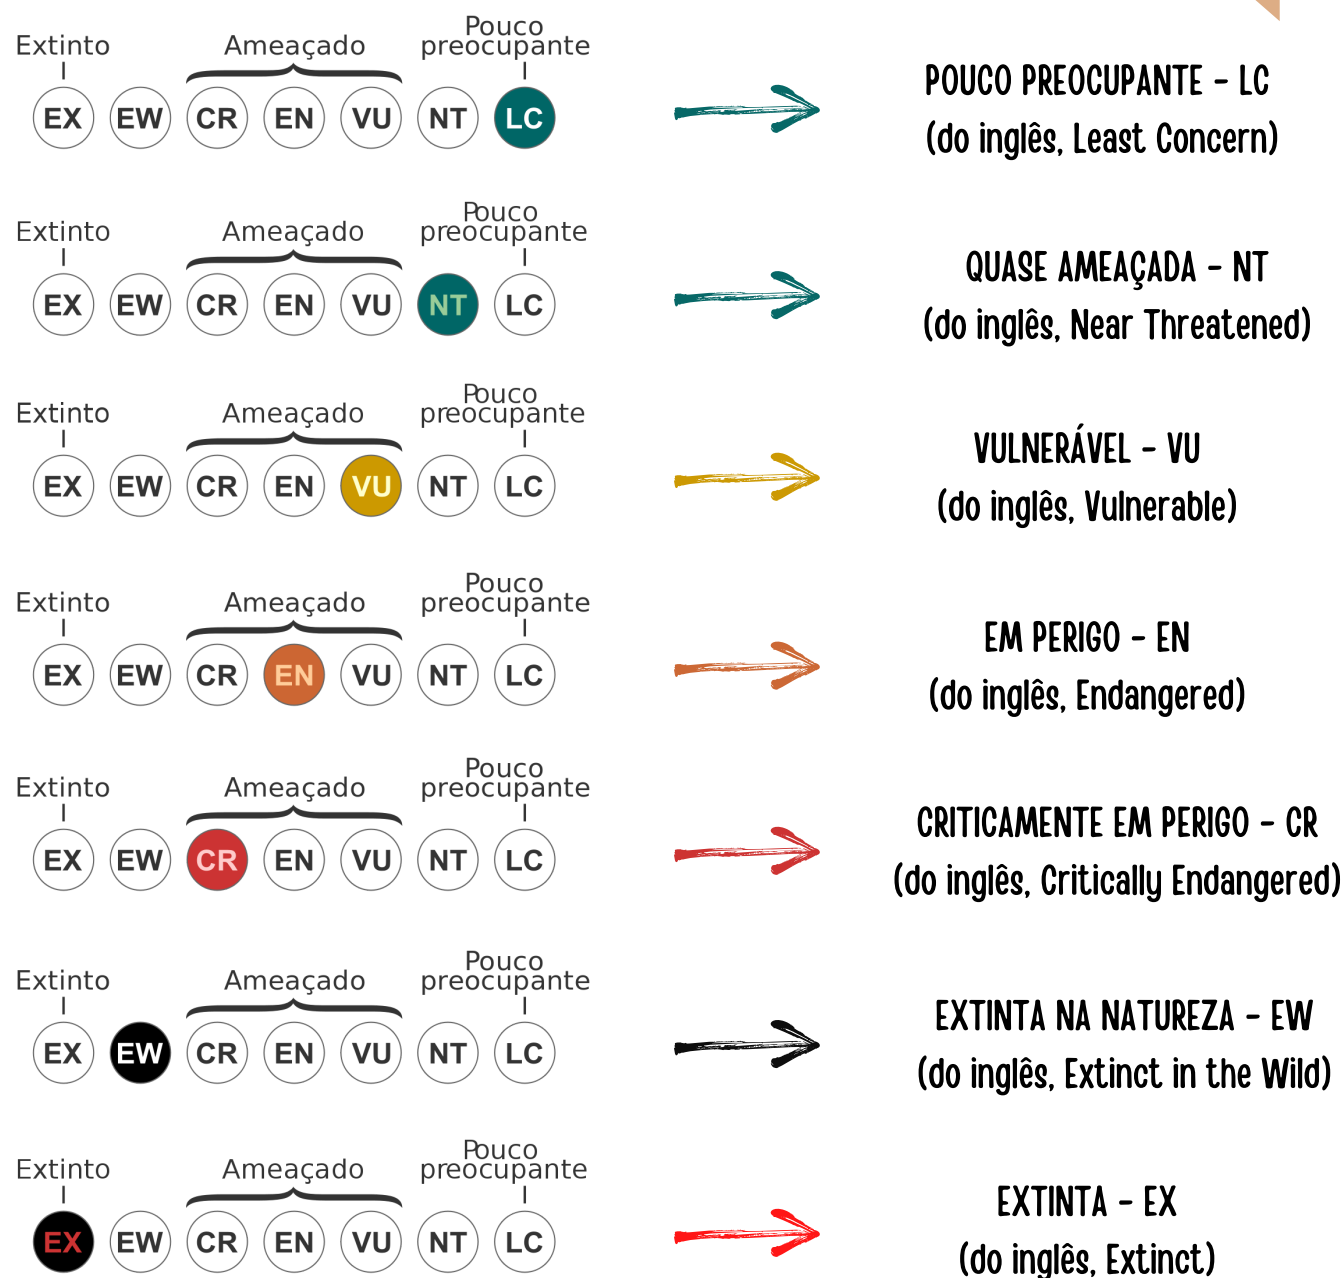 Extinto
Ameaçado
Pouco
preocupante
EX EW CR EN VU NT LC
POUCO PREOCUPANTE - LC
(do inglês, Least Concern)
Extinto
Ameaçado
Pouco
preocupante
EX EW CR EN VU NT LC
QUASE AMEAÇADA - NT
(do inglês, Near Threatened)
Extinto
Ameaçado
Pouco
preocupante
EX EW CR EN VU NT LC
VULNERÁVEL - VU
(do inglês, Vulnerable)
Extinto
Ameaçado
Pouco
preocupante
EX EW CR EN VU NT LC
EM PERIGO - EN
(do inglês, Endangered)
Extinto
Ameaçado
Pouco
preocupante
EX EW CR EN VU NT LC
CRITICAMENTE EM PERIGO - CR
(do inglês, Critically Endangered)
Extinto
Ameaçado
Pouco
preocupante
EX EW CR EN VU NT LC
EXTINTA NA NATUREZA - EW
(do inglês, Extinct in the Wild)
Extinto
Ameaçado
Pouco
preocupante
EX EW CR EN VU NT LC
EXTINTA - EX
(do inglês, Extinct)